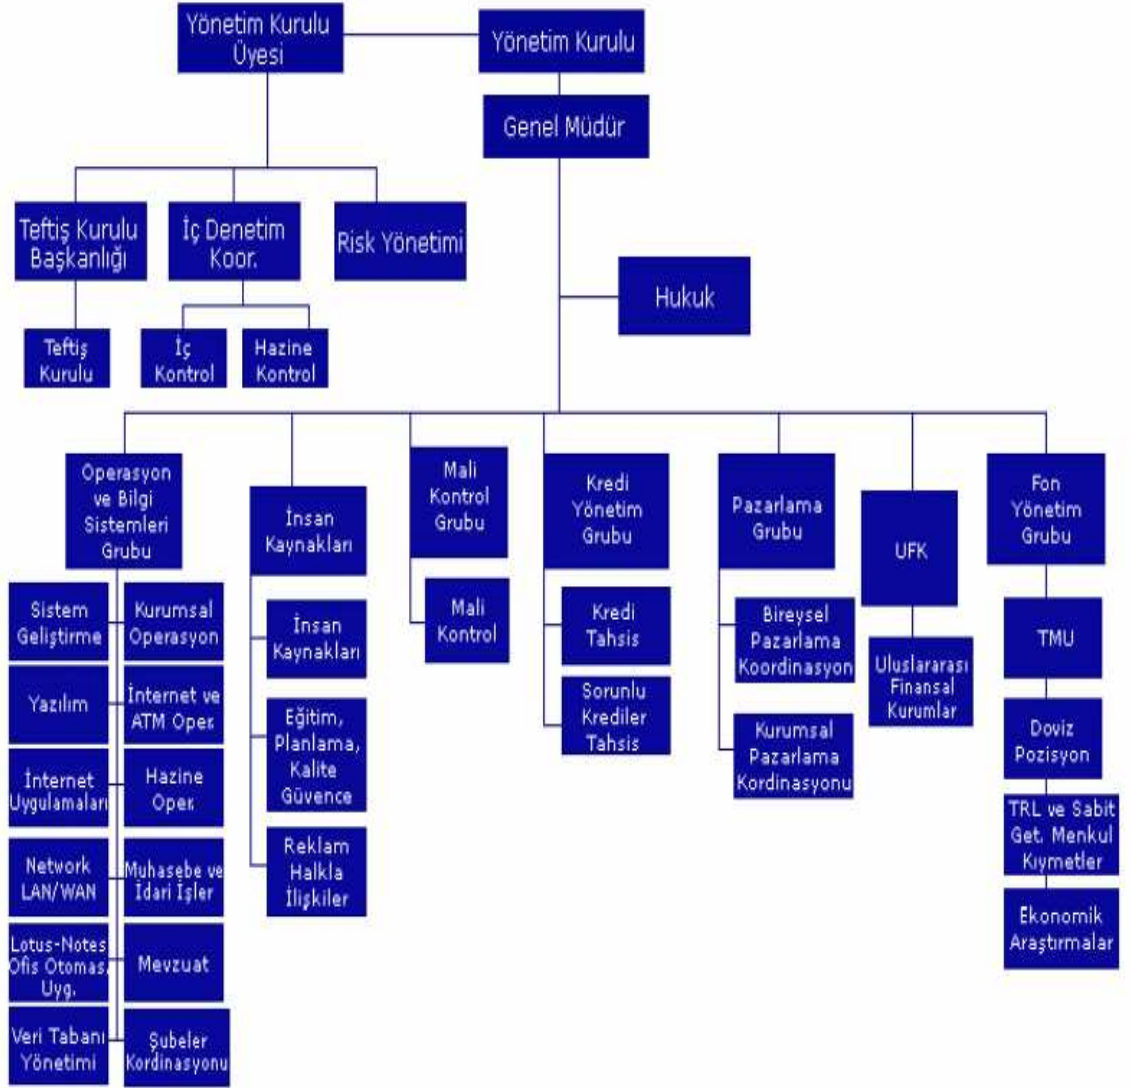 Yönetim Kurulu
Üyesi
Yönetim Kurulu
Genel Müdür
Teftiş Kurulu
Başkanlığı
İç Denetim
Koor.
Risk Yönetimi
Hukuk
Teftiş
Kurulu
İç
Kontrol
Hazine
Kontrol
Operasyon
ve Bilgi
Sistemleri
Grubu
İnsan
Kaynakları
Mali
Kontrol
Grubu
Kredi
Yönetim
Grubu
Pazarlama
Grubu
UFK
Fon
Yönetim
Grubu
Sistem
Geliştirme
Kurumsal
Operasyon
Yazılım
İnternet ve
ATM Oper.
İnternet
Uygulamaları
Hazine
Oper.
Network
LAN/WAN
Muhasebe ve
İdari İşler
Lotus-Notes
Ofis Otomas.
Uyg.
Mevzuat
Veri Tabanı
Yönetimi
Şubeler
Kordinasyonu
İnsan
Kaynakları
Eğitim,
Planlama,
Kalite
Güvence
Reklam
Halkla
İlişkiler
Mali
Kontrol
Kredi
Tahsis
Sorunlu
Krediler
Tahsis
Bireysel
Pazarlama
Koordinasyon
Kurumsal
Pazarlama
Kordinasyonu
Uluslararası
Finansal
Kurumlar
TMU
Doviz
Pozisyon
TRL ve Sabit
Get. Menkul
Kıymetler
Ekonomik
Araştırmalar